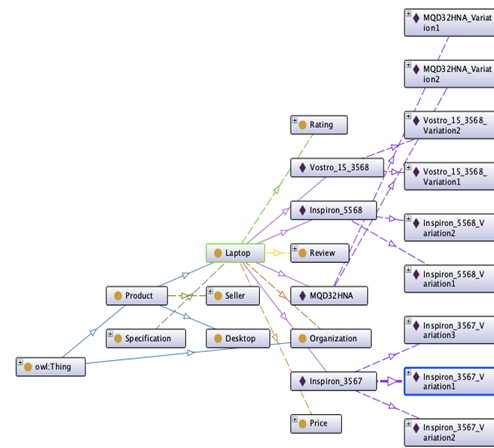 MQD32HNA_Variat
ion1
MQD32HNA_Variat
ion2
Vostro_15_3568_
Variation2
Rating
Vostro_15_3568
Vostro_15_3568_
Variation1
Inspiron_5568
Inspiron_5568_V
ariation2
Laptop
Review
Inspiron_5568_V
ariation1
Product
Seller
MQD32HNA
Specification
Desktop
Organization
Inspiron_3567_V
ariation3
owl:Thing
Inspiron_3567
Inspiron_3567_V
ariation1
Price
Inspiron_3567_V
ariation2